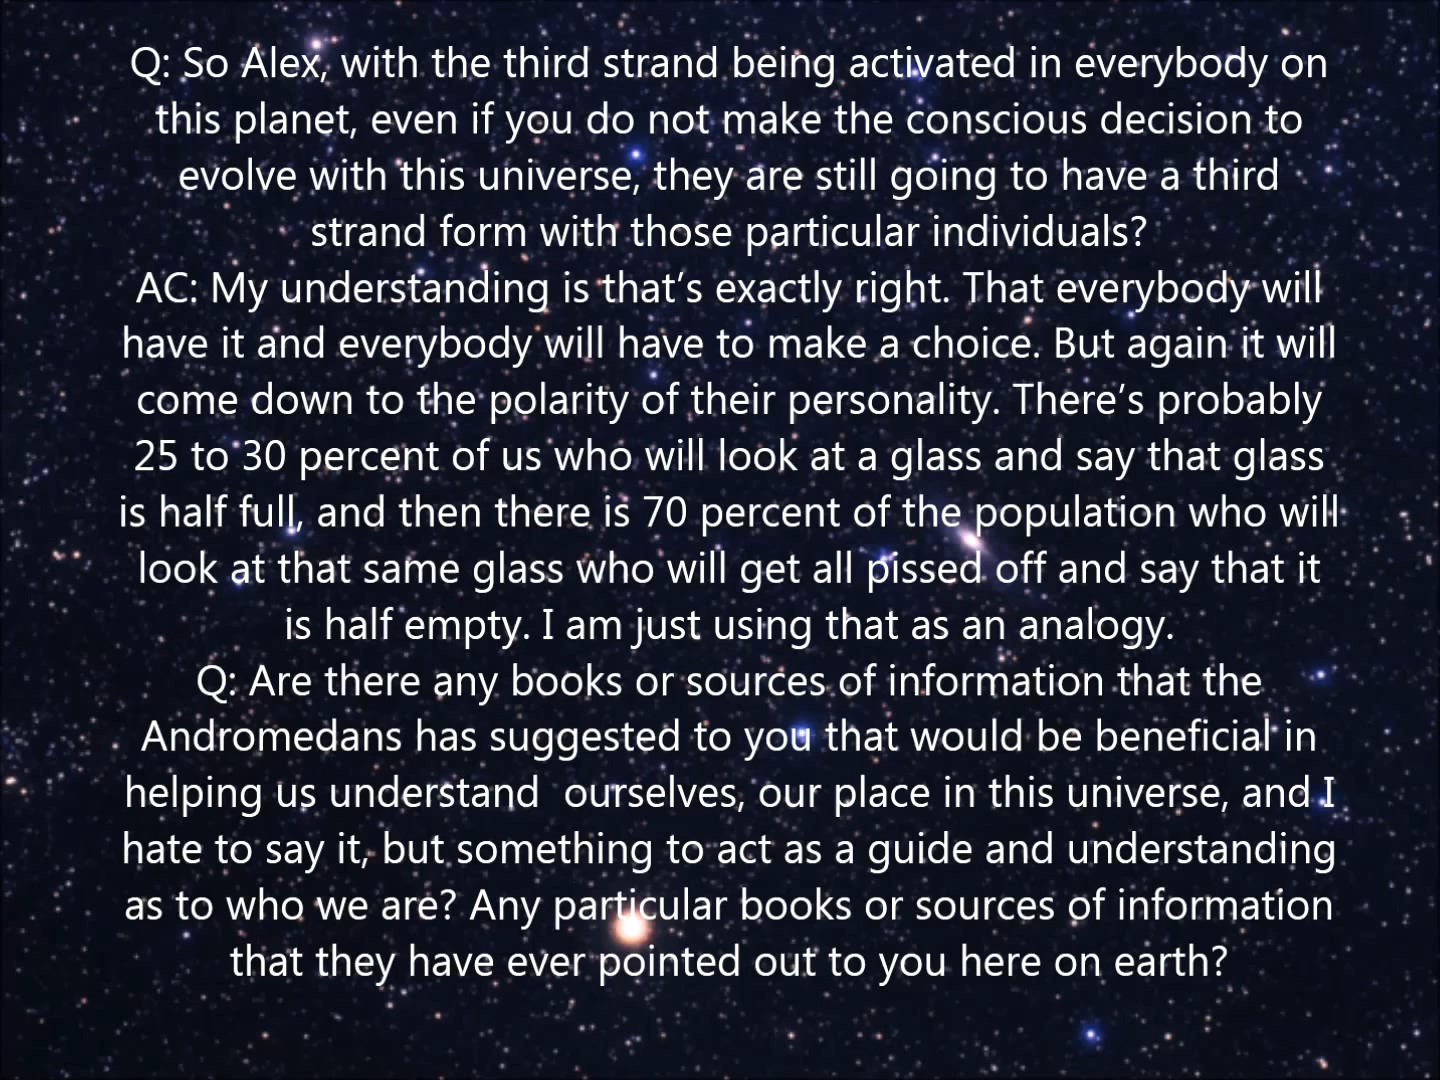 Q: So Alex, with the third strand being activated in everybody on
this planet, even if you do not make the conscious decision to
evolve with this universe, they are still going to have a third
strand form with those particular individuals?
AC: My understanding is that’s exactly right. That everybody will
have it and everybody will have to make a choice. But again it will
come down to the polarity of their personality. There’s probably
25 to 30 percent of us who will look at a glass and say that glass
is half full, and then there is 70 percent of the population who will
look at that same glass who will get all pissed off and say that it
is half empty. I am just using that as an analogy.
Q: Are there any books or sources of information that the
Andromedans has suggested to you that would be beneficial in
helping us understand  ourselves, our place in this universe, and I
hate to say it, but something to act as a guide and understanding
as to who we are? Any particular books or sources of information
that they have ever pointed out to you here on earth?